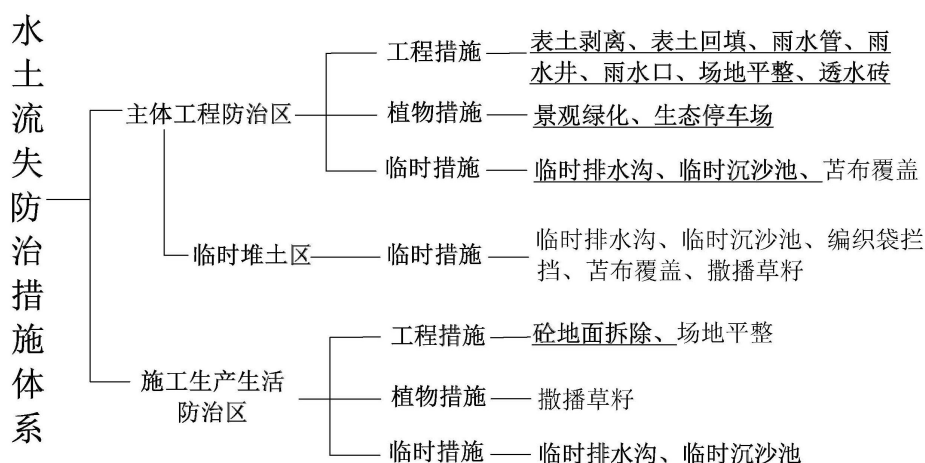 水土流失防治措施体系
主体工程防治区
工程措施
表土剥离、表土回填、雨水管、雨
水井、雨水口、场地平整、透水砖
植物措施
景观绿化、生态停车场
临时措施
临时排水沟、临时沉沙池、苫布覆盖
临时堆土区
临时措施
临时排水沟、临时沉沙池、编织袋拦
挡、苫布覆盖、撒播草籽
施工生产生活
防治区
工程措施
砼地面拆除、场地平整
植物措施
撒播草籽
临时措施
临时排水沟、临时沉沙池